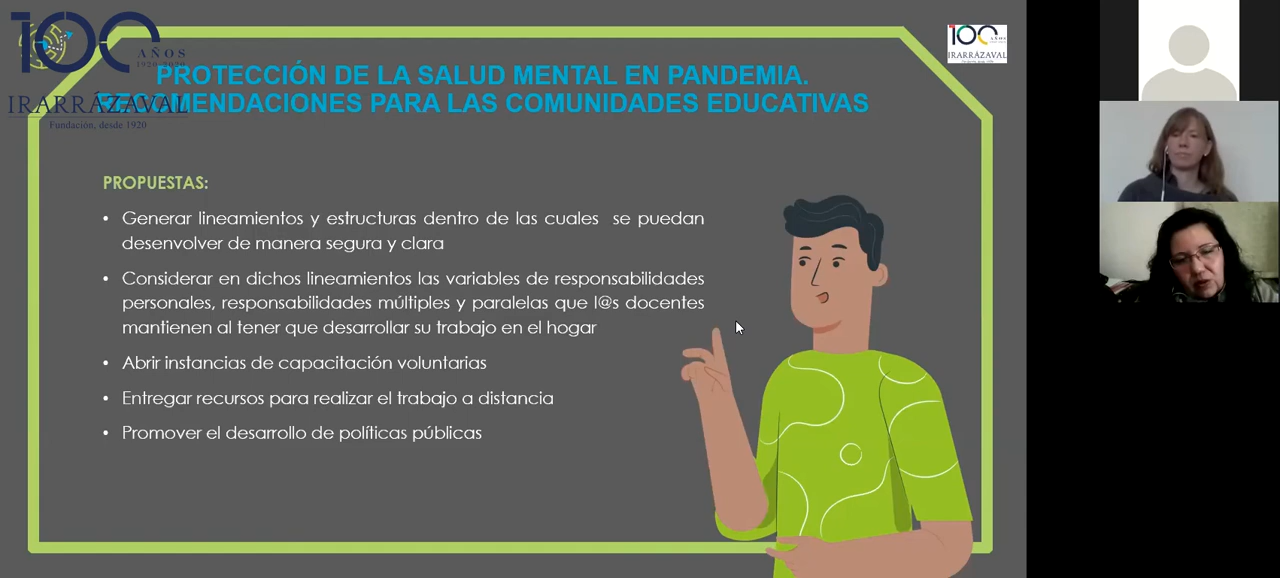 100
AÑOS
1920-2020
IRARRÁZAVAL
Fundación, desde 1920
100
AÑOS
IRARRÁZAVAL
PROTECCIÓN DE LA SALUD MENTAL EN PANDEMIA.
RECOMENDACIONES PARA LAS COMUNIDADES EDUCATIVAS
PROPUESTAS:
• Generar lineamientos y estructuras dentro de las cuales se puedan
desenvolver de manera segura y clara
• Considerar en dichos lineamientos las variables de responsabilidades
personales, responsabilidades múltiples y paralelas que l@s docentes
mantienen al tener que desarrollar su trabajo en el hogar
• Abrir instancias de capacitación voluntarias
• Entregar recursos para realizar el trabajo a distancia
• Promover el desarrollo de políticas públicas